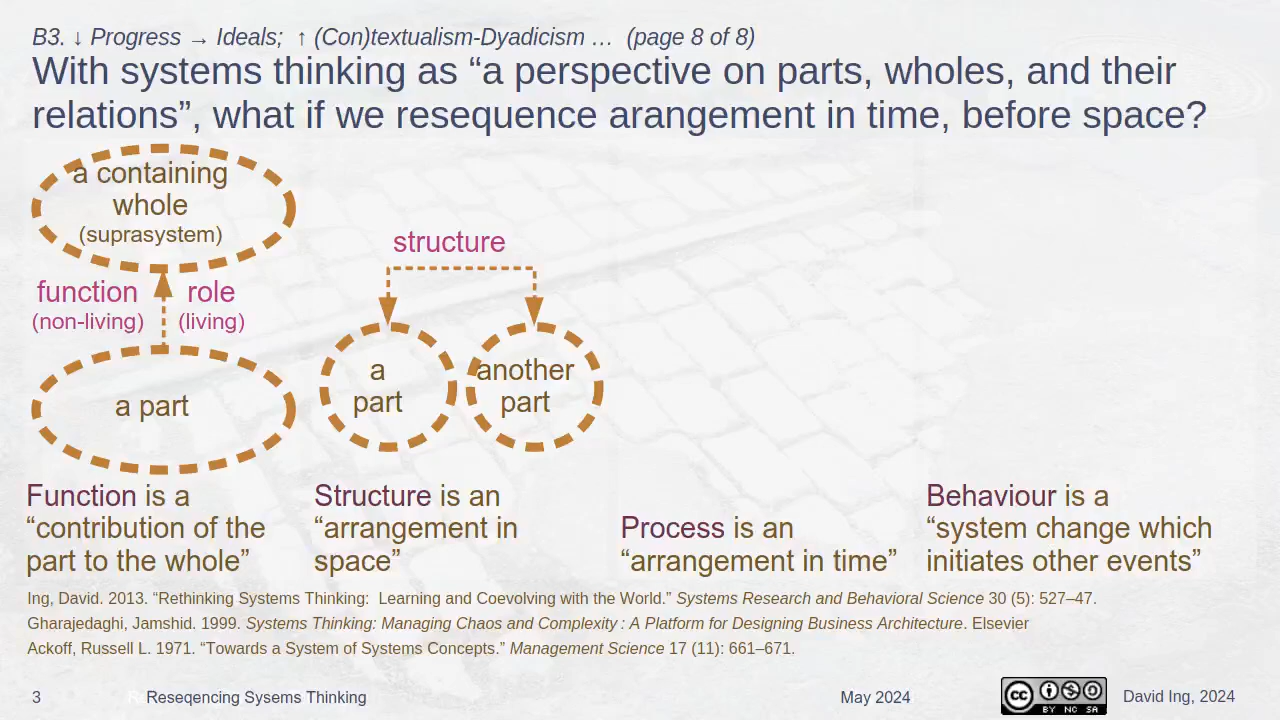 B3. ↓ Progress → Ideals;  ↑ (Con)textualism-Dyadicism …  (page 8 of 8)
With systems thinking as “a perspective on parts, wholes, and their
relations”, what if we resequence arangement in time, before space?
a containing
whole
(suprasystem)
function role
(non-living) (living)
a part
structure
a
part
another
part
Function is a
“contribution of the
part to the whole”
Structure is an
“arrangement in
space”
Process is an
“arrangement in time”
Behaviour is a
“system change which
initiates other events”
Ing, David. 2013. “Rethinking Systems Thinking:  Learning and Coevolving with the World.” Systems Research and Behavioral Science 30 (5): 527–47.
Gharajedaghi, Jamshid. 1999. Systems Thinking: Managing Chaos and Complexity : A Platform for Designing Business Architecture. Elsevier
Ackoff, Russell L. 1971. “Towards a System of Systems Concepts.” Management Science 17 (11): 661–671.
3
Reseqencing Sysems Thinking
May 2024
cc BY NC SA
David Ing, 2024